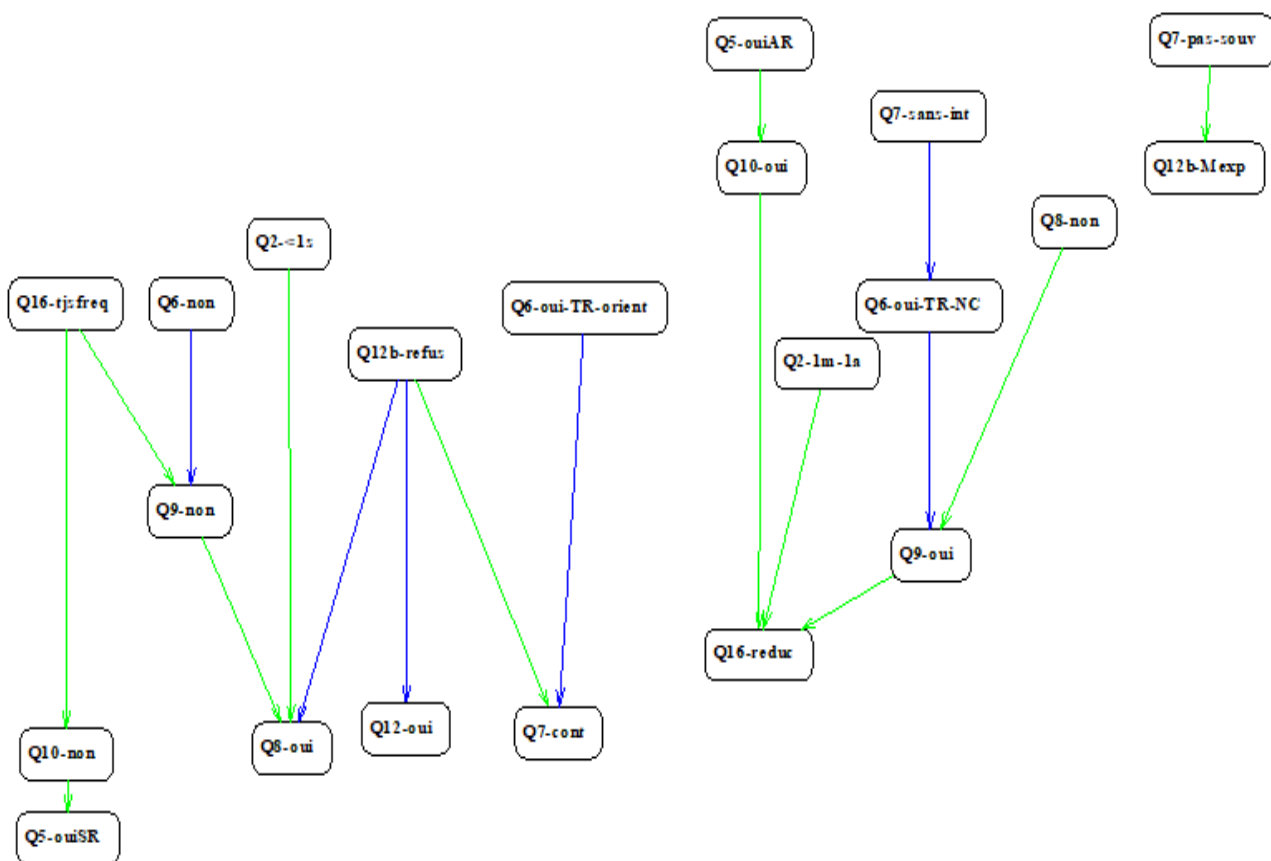 Q5-ouiAR
Q7-pas-souv
Q7-sans-int
Q10-oui
Q12b-Mexp
Q8-non
Q2-<1s
Q16-tjsfreq
Q6-non
Q6-oui-TR-orient
Q6-oui-TR-NC
Q12b-refus
Q2-1m-1a
Q9-non
Q9-oui
Q16-reduc
Q12-oui
Q7-cont
Q8-oui
Q10-non
Q5-ouiSR